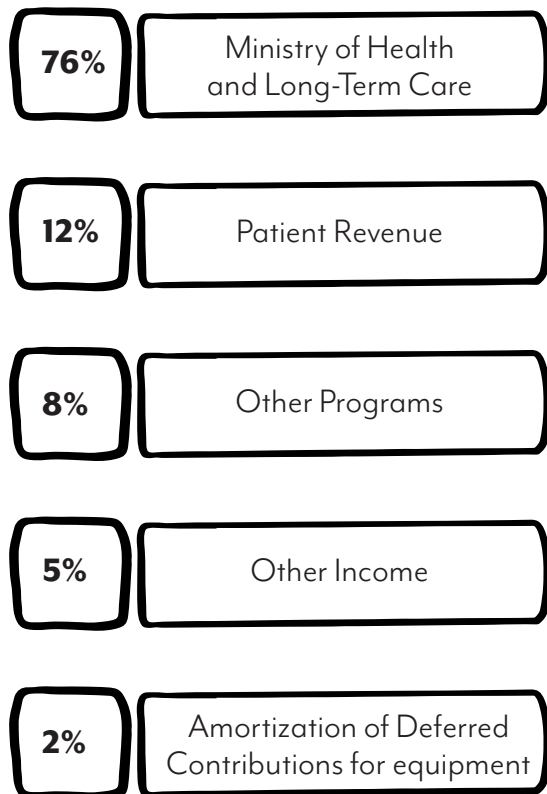 76%
Ministry of Health
and Long-Term Care
12%
Patient Revenue
8%
Other Programs
5%
Other Income
2%
Amortization of Deferred
Contributions for equipment